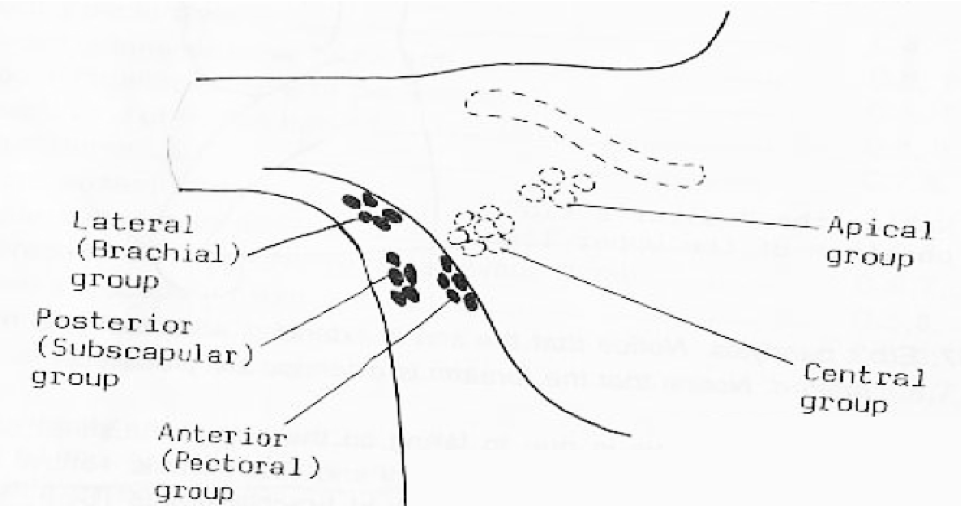 Lateral
(Brachial)
group
Posterior
(Subscapular)
group
Anterior
(Pectoral)
group
Apical
group
Central
group